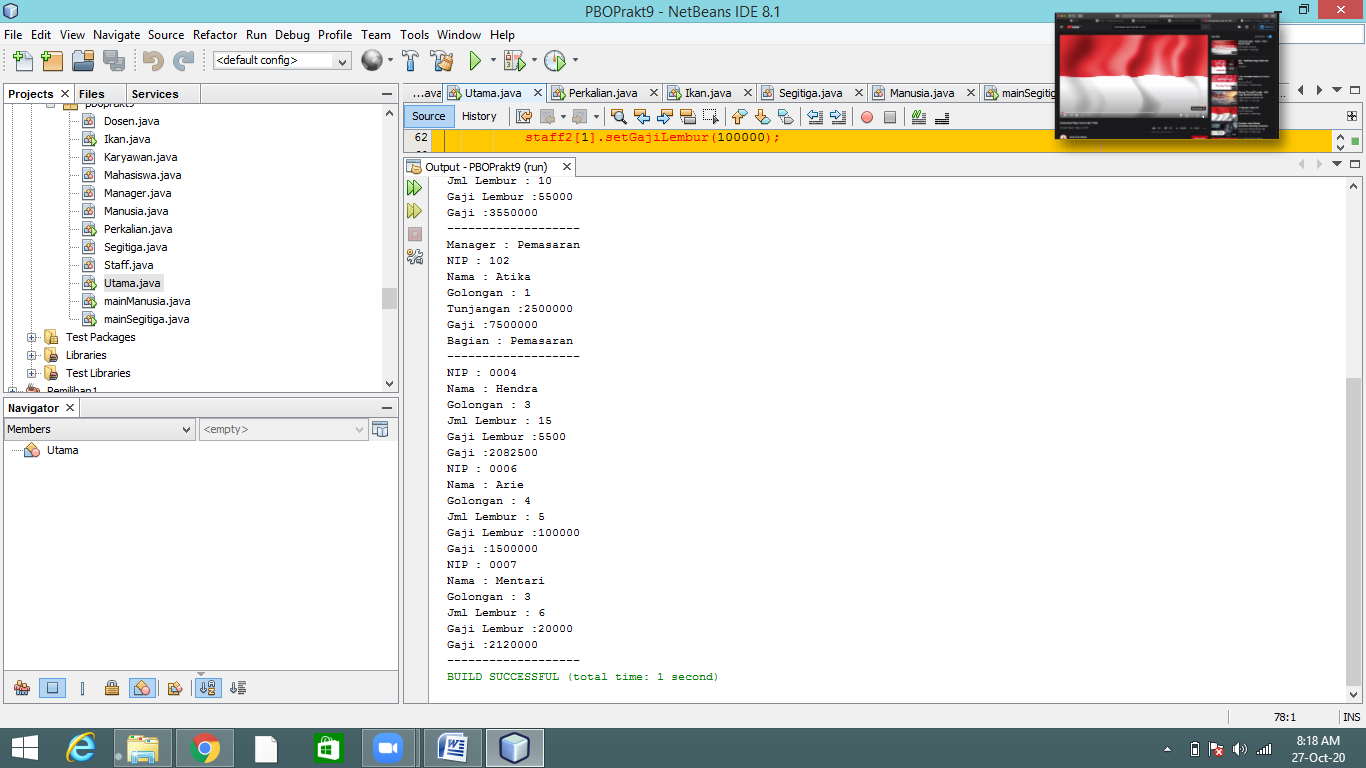 PBOPrakt9 - NetBeans IDE 8.1
File Edit View Navigate Source Refactor Run Debug Profile Team Tools Window Help
<default config>
Projects Files Services
...ava Utama.java Perkalian.java Ikan.java Segitiga.java Manusia.java mainSegitig
Source History
62 staff2[1].setGajiLembur(100000);
pboprakt9
Dosen.java
Ikan.java
Karyawan.java
Mahasiswa.java
Manager.java
Manusia.java
Perkalian.java
Segitiga.java
Staff.java
Utama.java
mainManusia.java
mainSegitiga.java
Test Packages
Libraries
Test Libraries
Pemilihan1
Navigator
Members <empty>
Utama
Output - PBOPrakt9 (run)
Jml Lembur : 10
Gaji Lembur :55000
Gaji :3550000
-------------------
Manager : Pemasaran
NIP : 102
Nama : Atika
Golongan : 1
Tunjangan :2500000
Gaji :7500000
Bagian : Pemasaran
-------------------
NIP : 0004
Nama : Hendra
Golongan : 3
Jml Lembur : 15
Gaji Lembur :5500
Gaji :2082500
NIP : 0006
Nama : Arie
Golongan : 4
Jml Lembur : 5
Gaji Lembur :100000
Gaji :1500000
NIP : 0007
Nama : Mentari
Golongan : 3
Jml Lembur : 6
Gaji Lembur :20000
Gaji :2120000
-------------------
BUILD SUCCESSFUL (total time: 1 second)
78:1 INS
8:18 AM
27-Oct-20